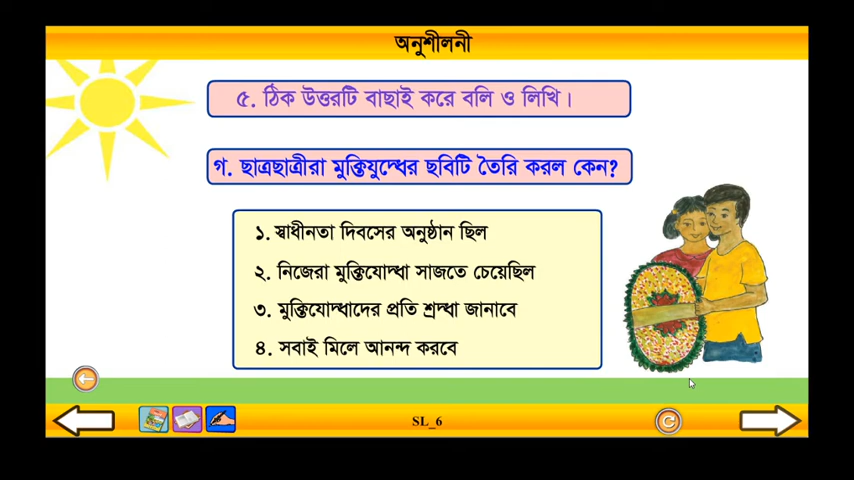 অনুশীলনী
৫. ঠিক উত্তরটি বাছাই করে বলি ও লিখি।
গ. ছাত্রছাত্রীরা মুক্তিযুদ্ধের ছবিটি তৈরি করল কেন?
১. স্বাধীনতা দিবসের অনুষ্ঠান ছিল
২. নিজেরা মুক্তিযোদ্ধা সাজতে চেয়েছিল
৩. মুক্তিযোদ্ধাদের প্রতি শ্রদ্ধা জানাবে
৪. সবাই মিলে আনন্দ করবে
SL_6